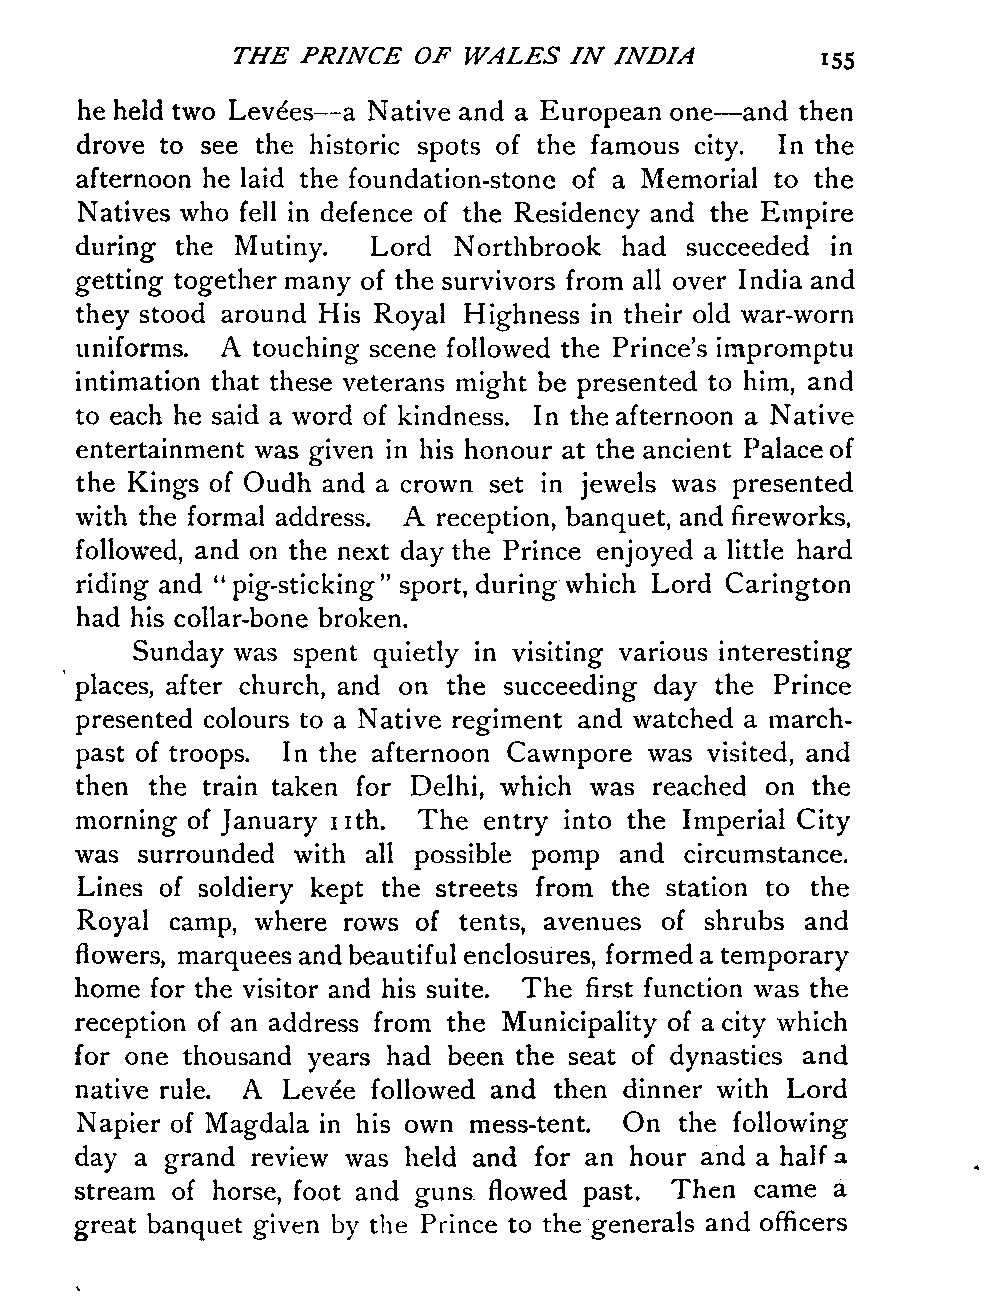 THE PRINCE OF WALES IN INDIA 155
he held two Levées—a Native and a European one—and then
drove to see the historic spots of the famous city. In the
afternoon he laid the foundation-stone of a Memorial to the
Natives who fell in defence of the Residency and the Empire
during the Mutiny. Lord Northbrook had succeeded in
getting together many of the survivors from all over India and
they stood around His Royal Highness in their old war-worn
uniforms. A touching scene followed the Prince's impromptu
intimation that these veterans might be presented to him, and
to each he said a word of kindness. In the afternoon a Native
entertainment was given in his honour at the ancient Palace of
the Kings of Oudh and a crown set in jewels was presented
with the formal address. A reception, banquet, and fireworks,
followed, and on the next day the Prince enjoyed a little hard
riding and "pig-sticking" sport, during which Lord Carington
had his collar-bone broken.
Sunday was spent quietly in visiting various interesting
places, after church, and on the succeeding day the Prince
presented colours to a Native regiment and watched a march-
past of troops. In the afternoon Cawnpore was visited, and
then the train taken for Delhi, which was reached on the
morning of January 11th. The entry into the Imperial City
was surrounded with all possible pomp and circumstance.
Lines of soldiery kept the streets from the station to the
Royal camp, where rows of tents, avenues of shrubs and
flowers, marquees and beautiful enclosures, formed a temporary
home for the visitor and his suite. The first function was the
reception of an address from the Municipality of a city which
for one thousand years had been the seat of dynasties and
native rule. A Levée followed and then dinner with Lord
Napier of Magdala in his own mess-tent. On the following
day a grand review was held and for an hour and a half a
stream of horse, foot and guns flowed past. Then came a
great banquet given by the Prince to the generals and officers